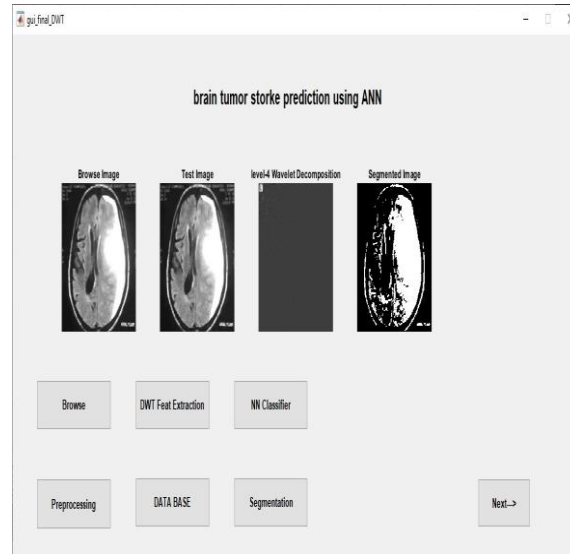 gui_final_DWT
brain tumor storke prediction using ANN
Browse Image
Test Image
level-4 Wavelet Decomposition
Segmented Image
Browse
DWT Feat Extraction
NN Classifier
Preprocessing
DATA BASE
Segmentation
Next-->